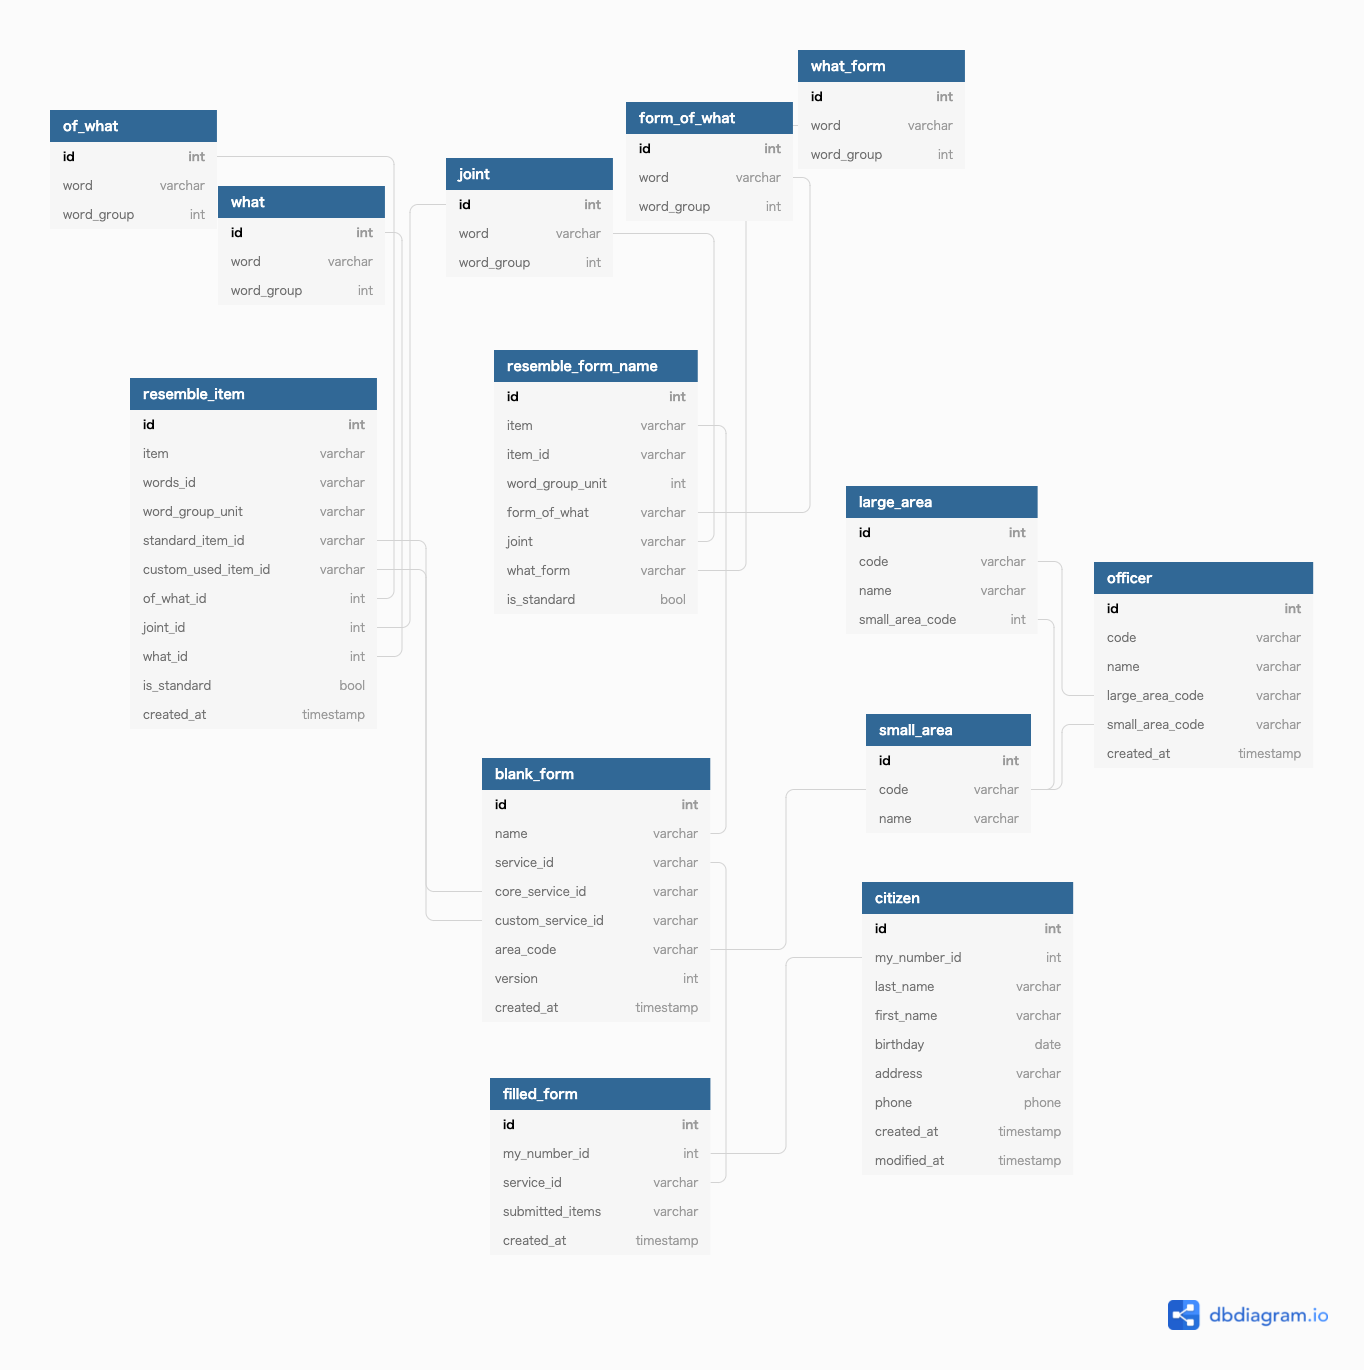 what_form
id int
word varchar
word_group int
form_of_what
id int
word varchar
word_group int
of_what
id int
word varchar
word_group int
joint
id int
word varchar
word_group int
what
id int
word varchar
word_group int
resemble_form_name
id int
item varchar
item_id varchar
word_group_unit int
form_of_what varchar
joint varchar
what_form varchar
is_standard bool
resemble_item
id int
item varchar
words_id varchar
word_group_unit varchar
standard_item_id varchar
custom_used_item_id varchar
of_what_id int
joint_id int
what_id int
is_standard bool
created_at timestamp
large_area
id int
code varchar
name varchar
small_area_code int
officer
id int
code varchar
name varchar
large_area_code varchar
small_area_code varchar
created_at timestamp
small_area
id int
code varchar
name varchar
blank_form
id int
name varchar
service_id varchar
core_service_id varchar
custom_service_id varchar
area_code varchar
version int
created_at timestamp
citizen
id int
my_number_id int
last_name varchar
first_name varchar
birthday date
address varchar
phone phone
created_at timestamp
modified_at timestamp
filled_form
id int
my_number_id int
service_id varchar
submitted_items varchar
created_at timestamp
dbdiagram.io